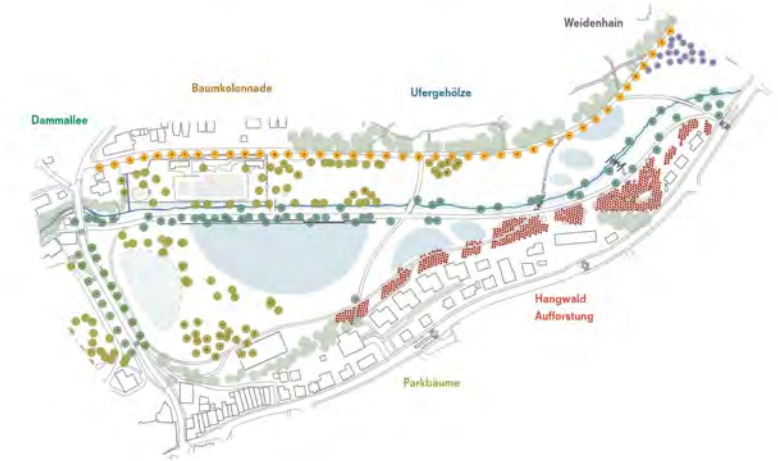 Weidenhain
Baumkolonnade
Ufergehölze
Dammallee
Hangwald
Aufforstung
Parkbäume